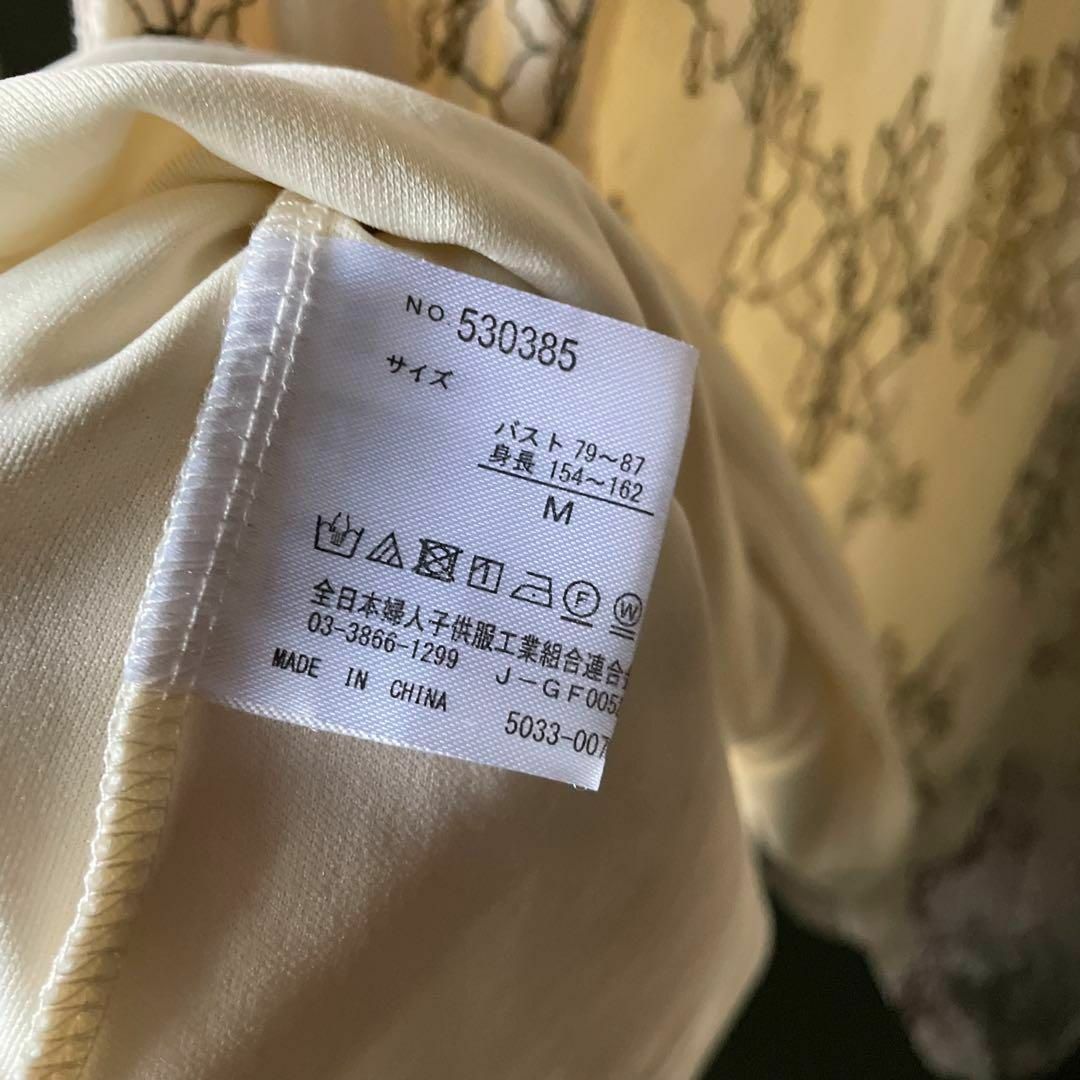 No 530385
サイズ
バスト 79～87
身長 154～162
M
F W
全日本婦人子供服工業組合連合
03-3866-1299 J-GF005
MADE IN CHINA
5033-007